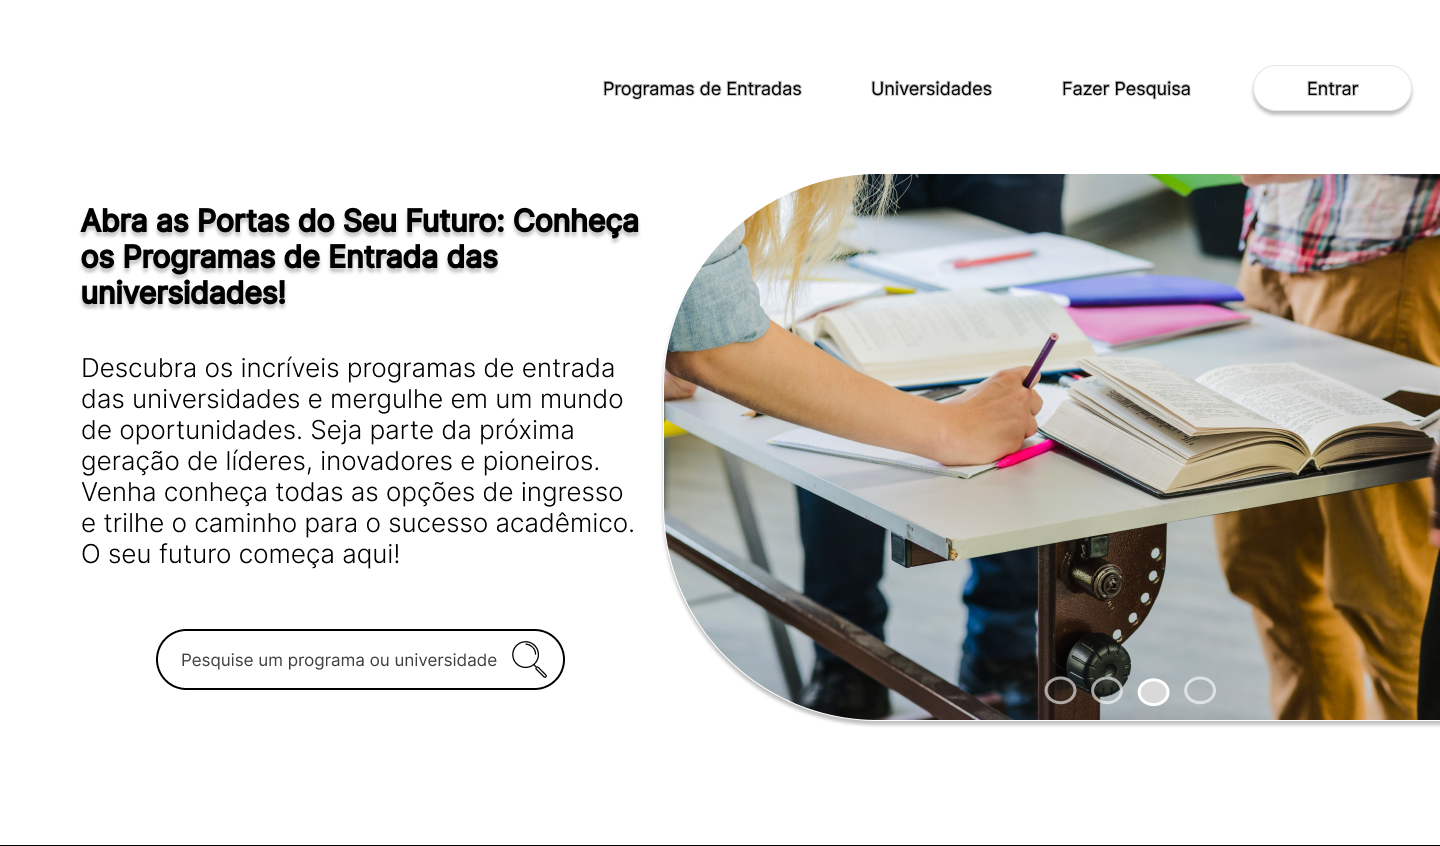 Programas de Entradas
Universidades
Fazer Pesquisa
Entrar
Abra as Portas do Seu Futuro: Conheça
os Programas de Entrada das
universidades!
Descubra os incríveis programas de entrada
das universidades e mergulhe em um mundo
de oportunidades. Seja parte da próxima
geração de líderes, inovadores e pioneiros.
Venha conheça todas as opções de ingresso
e trilhe o caminho para o sucesso acadêmico.
O seu futuro começa aqui!
Pesquise um programa ou universidade